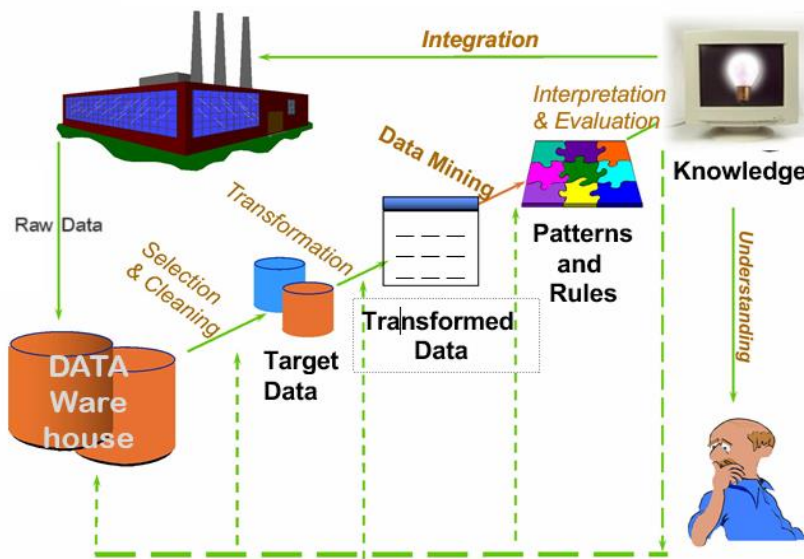 Integration
Interpretation
& Evaluation
Knowledge
Data Mining
Patterns
and
Rules
Raw Data
Transformation
Selection
& Cleaning
Transformed
Data
Target
Data
Understanding
DATA
Ware
house